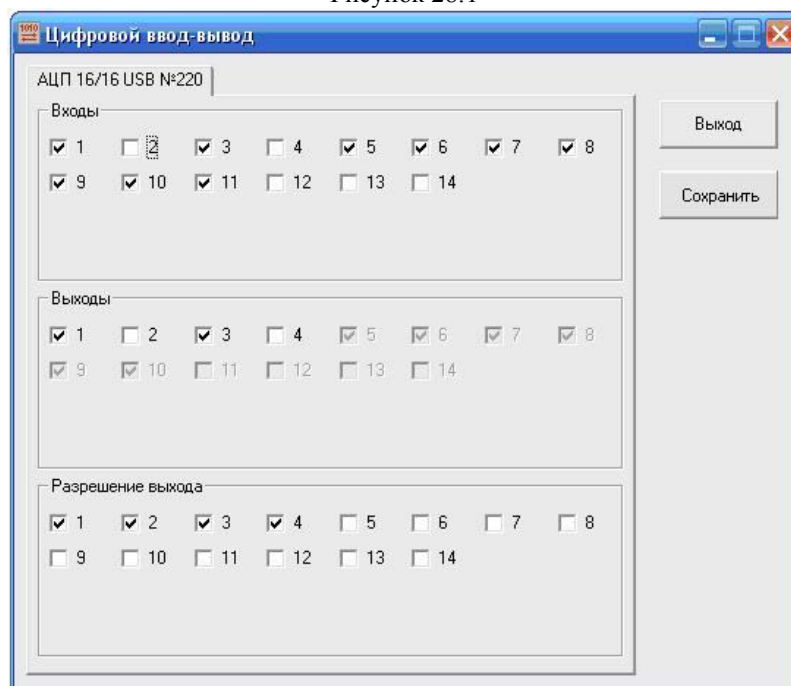 Цифровой ввод-вывод
АЦП 16/16 USB №220
Входы
1 2 3 4 5 6 7 8
9 10 11 12 13 14
Выход
Сохранить
Выходы
1 2 3 4 5 6 7 8
9 10 11 12 13 14
Разрешение выхода
1 2 3 4 5 6 7 8
9 10 11 12 13 14